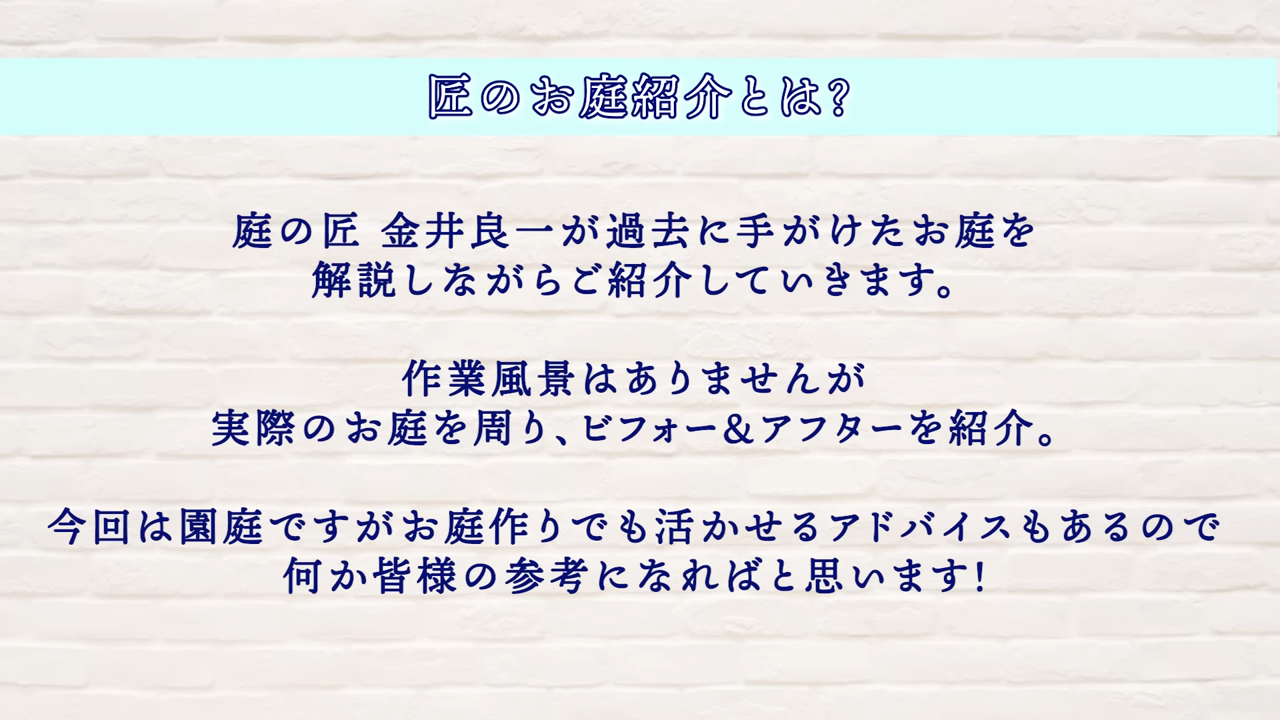 匠のお庭紹介とは?
庭の匠 金井良一が過去に手がけたお庭を
解説しながらご紹介していきます。
作業風景はありませんが
実際のお庭を周り、ビフォー&アフターを紹介。
今回は園庭ですがお庭作りでも活かせるアドバイスもあるので
何か皆様の参考になればと思います!